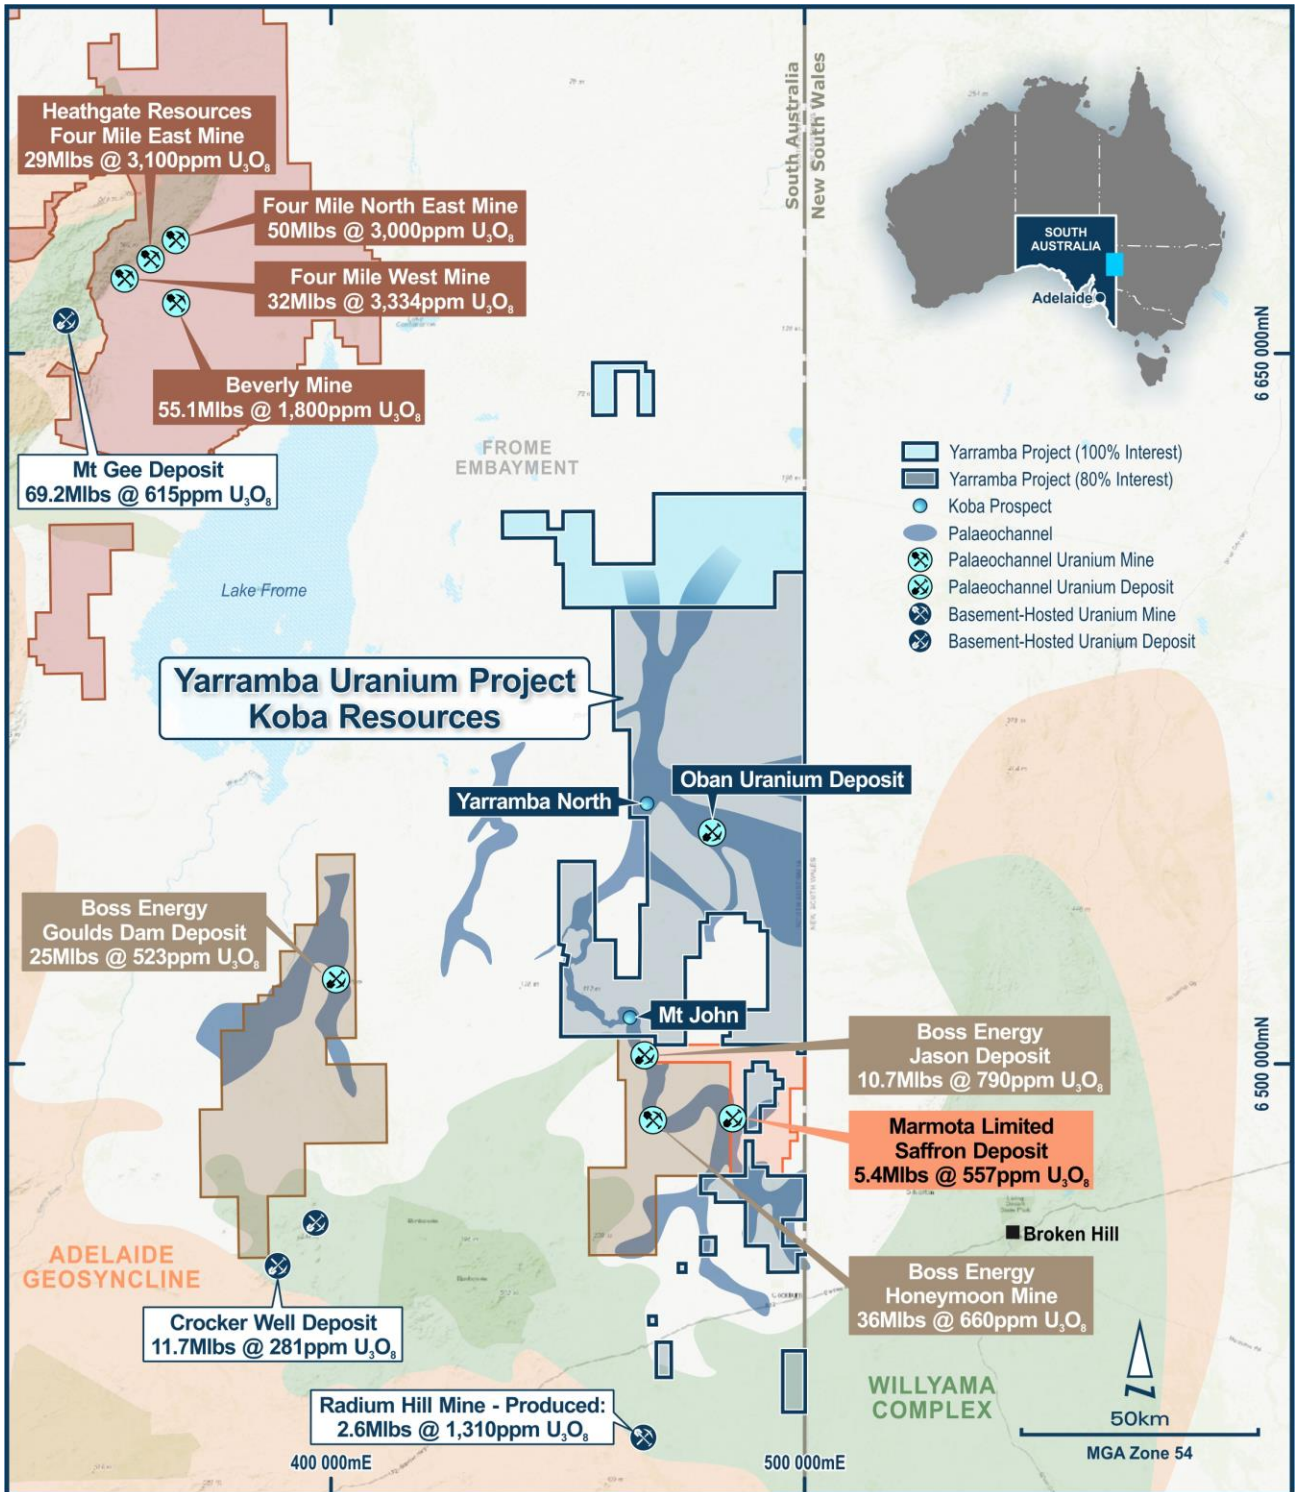 Heathgate Resources
Four Mile East Mine
29Mlbs @ 3,100ppm U₃O₈
Four Mile North East Mine
50Mlbs @ 3,000ppm U₃O₈
Four Mile West Mine
32Mlbs @ 3,334ppm U₃O₈
Beverly Mine
55.1Mlbs @ 1,800ppm U₃O₈
Mt Gee Deposit
69.2Mlbs @ 615ppm U₃O₈
South Australia
New South Wales
SOUTH
AUSTRALIA
Adelaide
6 650 000mN
FROME
EMBAYMENT
Yarramba Project (100% Interest)
Yarramba Project (80% Interest)
Koba Prospect
Palaeochannel
Palaeochannel Uranium Mine
Palaeochannel Uranium Deposit
Basement-Hosted Uranium Mine
Basement-Hosted Uranium Deposit
Lake Frome
Yarramba Uranium Project
Koba Resources
Yarramba North
Oban Uranium Deposit
Boss Energy
Goulds Dam Deposit
25Mlbs @ 523ppm U₃O₈
Mt John
Boss Energy
Jason Deposit
10.7Mlbs @ 790ppm U₃O₈
6 500 000mN
Marmota Limited
Saffron Deposit
5.4Mlbs @ 557ppm U₃O₈
Broken Hill
ADELAIDE
GEOSYNCLINE
Boss Energy
Honeymoon Mine
36Mlbs @ 660ppm U₃O₈
Crocker Well Deposit
11.7Mlbs @ 281ppm U₃O₈
WILLYAMA
COMPLEX
Radium Hill Mine - Produced:
2.6Mlbs @ 1,310ppm U₃O₈
N
50km
MGA Zone 54
400 000mE
500 000mE